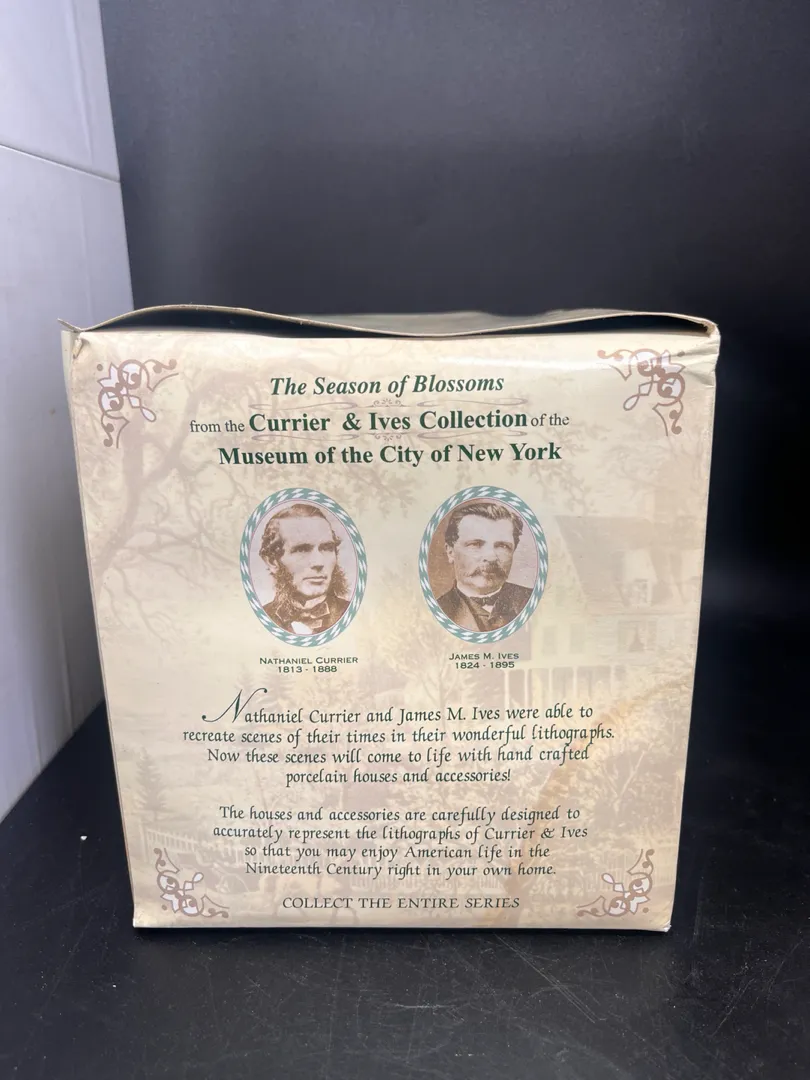 The Season of Blossoms
from the Currier & Ives Collection of the
Museum of the City of New York
NATHANIEL CURRIER
1813 - 1888
JAMES M. IVES
1824 - 1895
Nathaniel Currier and James M. Ives were able to
recreate scenes of their times in their wonderful lithographs.
Now these scenes will come to life with hand crafted
porcelain houses and accessories!
The houses and accessories are carefully designed to
accurately represent the lithographs of Currier & Ives
so that you may enjoy American life in the
Nineteenth Century right in your own home.
COLLECT THE ENTIRE SERIES